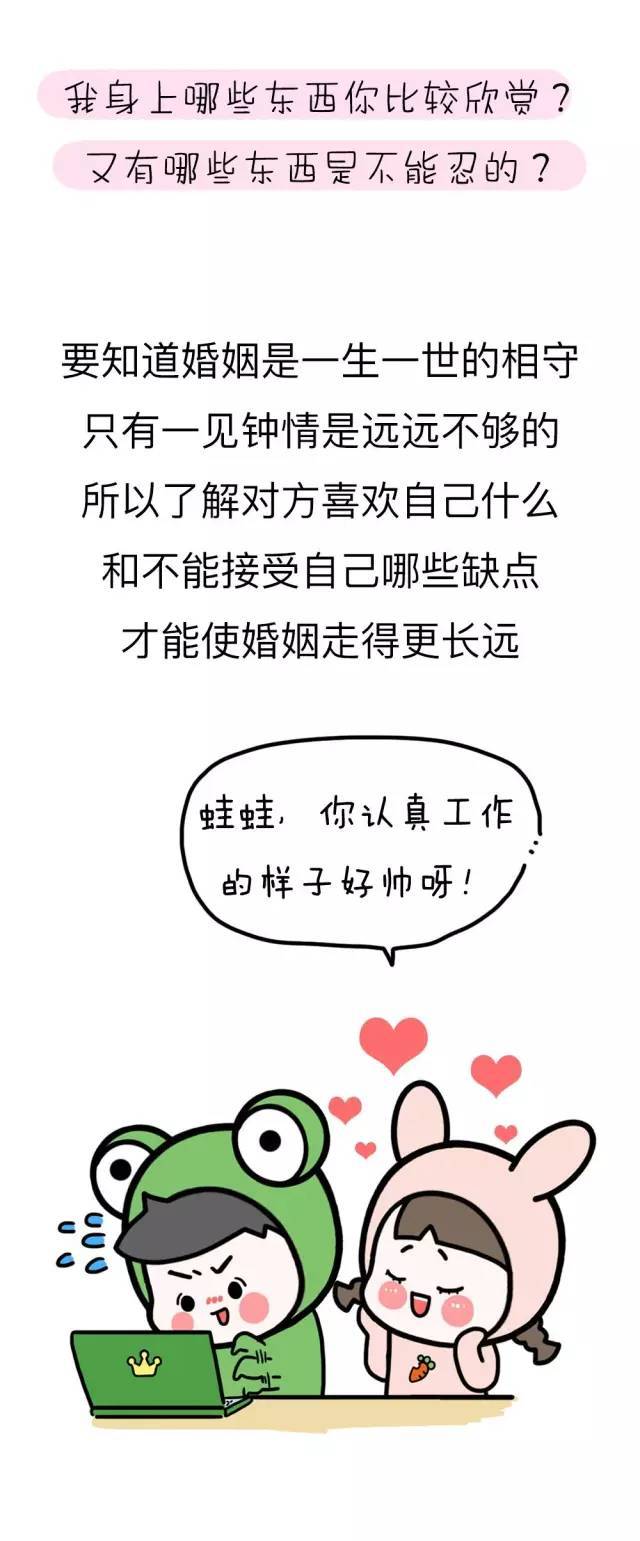 我身上哪些东西你比较欣赏？
又有哪些东西是不能忍的？
要知道婚姻是一生一世的相守
只有一见钟情是远远不够的
所以了解对方喜欢自己什么
和不能接受自己哪些缺点
才能使婚姻走得更长远
蛙蛙，你认真工作
的样子好帅呀！